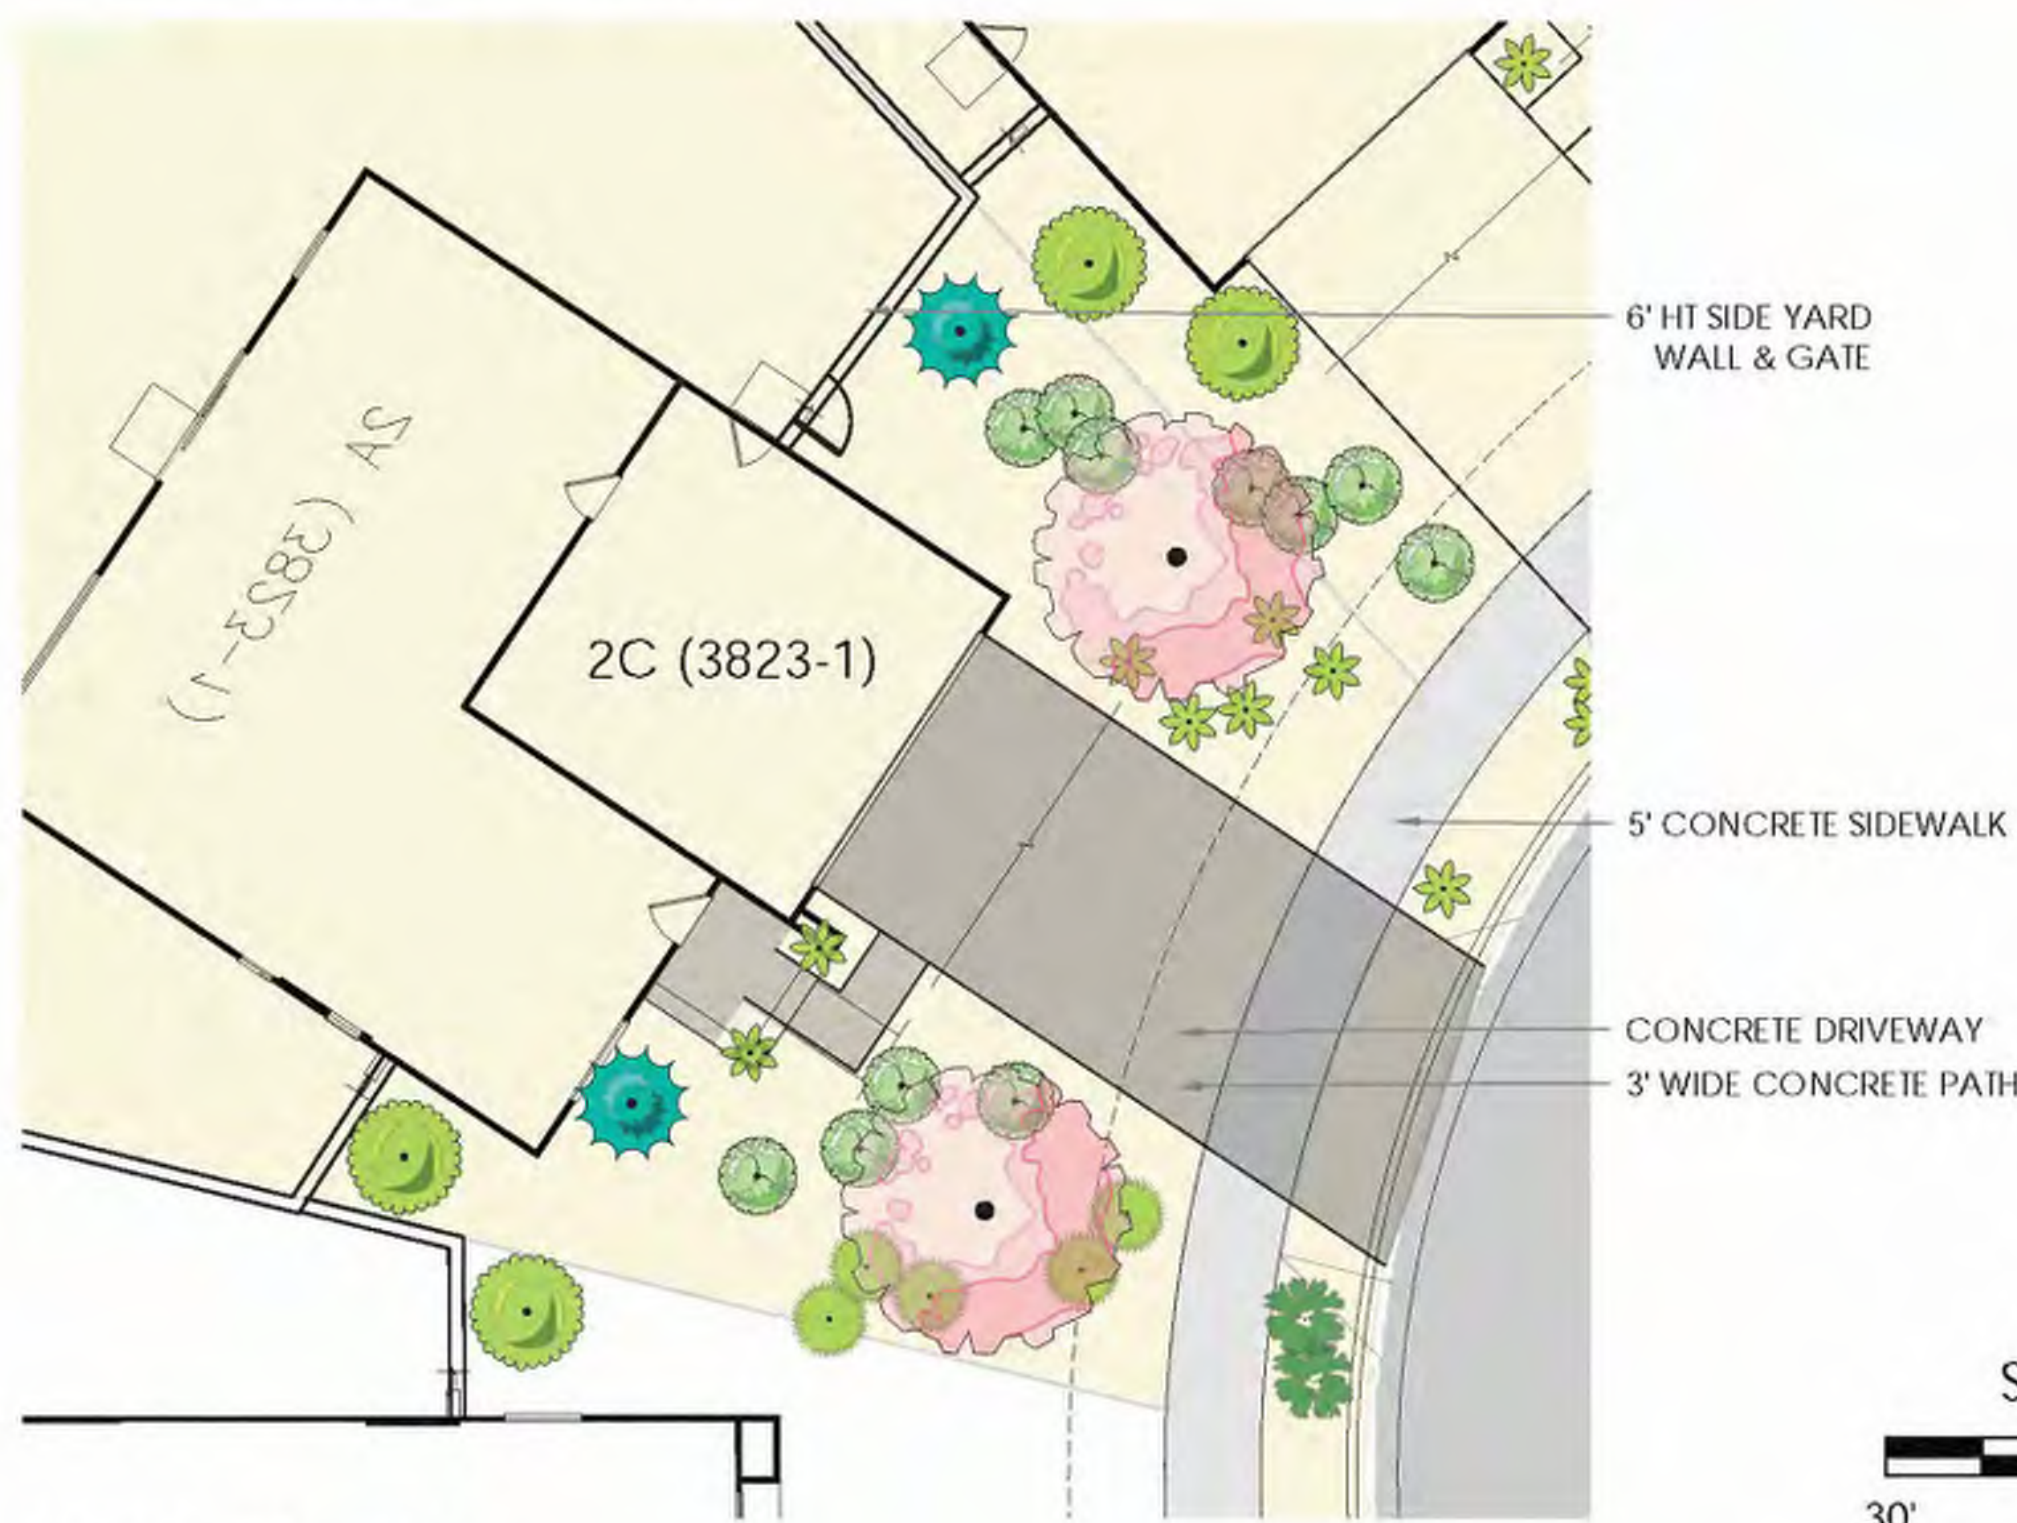 6' HT SIDE YARD
WALL & GATE
2A (3823-1)
2C (3823-1)
5' CONCRETE SIDEWALK
CONCRETE DRIVEWAY
3' WIDE CONCRETE PATH
S
30'